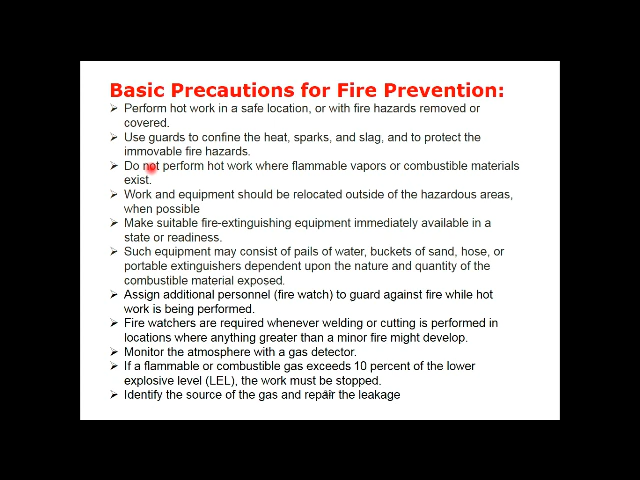 Basic Precautions for Fire Prevention:
➢ Perform hot work in a safe location, or with fire hazards removed or
covered.
➢ Use guards to confine the heat, sparks, and slag, and to protect the
immovable fire hazards.
➢ Do not perform hot work where flammable vapors or combustible materials
exist.
➢ Work and equipment should be relocated outside of the hazardous areas,
when possible
➢ Make suitable fire-extinguishing equipment immediately available in a
state or readiness.
➢ Such equipment may consist of pails of water, buckets of sand, hose, or
portable extinguishers dependent upon the nature and quantity of the
combustible material exposed.
➢ Assign additional personnel (fire watch) to guard against fire while hot
work is being performed.
➢ Fire watchers are required whenever welding or cutting is performed in
locations where anything greater than a minor fire might develop.
➢ Monitor the atmosphere with a gas detector.
➢ If a flammable or combustible gas exceeds 10 percent of the lower
explosive level (LEL), the work must be stopped.
➢ Identify the source of the gas and repair the leakage